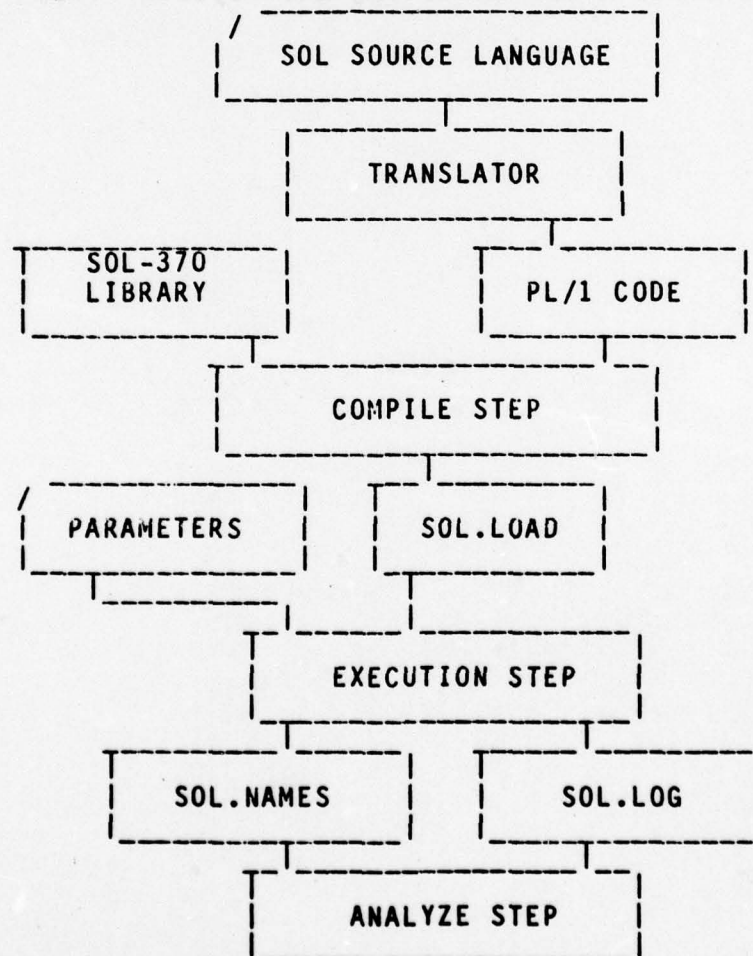 SOL SOURCE LANGUAGE
TRANSLATOR
SOL-370
LIBRARY
PL/1 CODE
COMPILE STEP
PARAMETERS
SOL.LOAD
EXECUTION STEP
SOL.NAMES
SOL.LOG
ANALYZE STEP